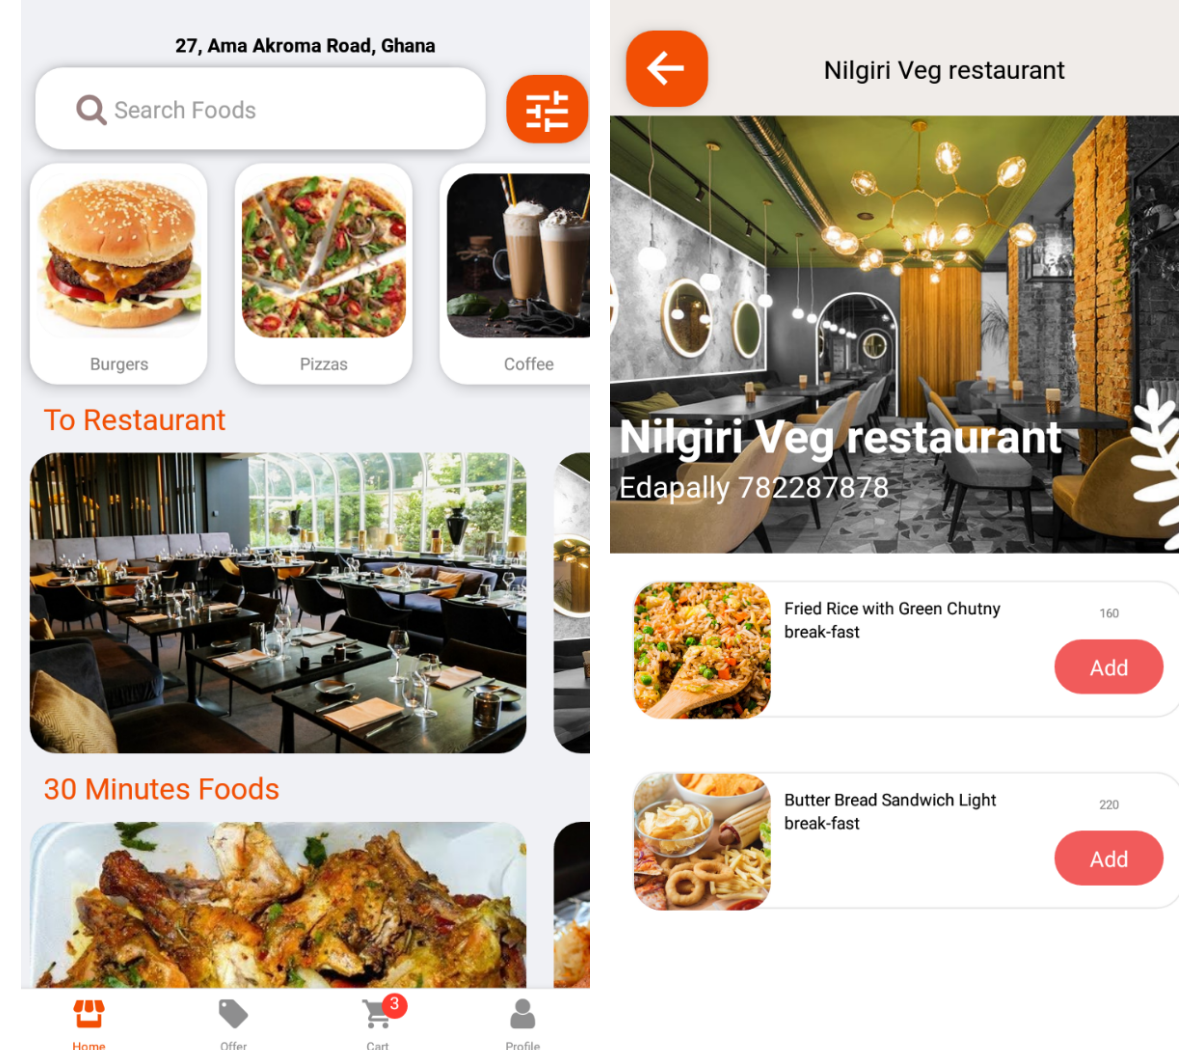 27, Ama Akroma Road, Ghana
Search Foods
Burgers
Pizzas
Coffee
To Restaurant
30 Minutes Foods
3
Home
Offer
Cart
Profile
Nilgiri Veg restaurant
Nilgiri Veg restaurant
Edapally 782287878
Fried Rice with Green Chutny
break-fast
160
Add
Butter Bread Sandwich Light
break-fast
220
Add